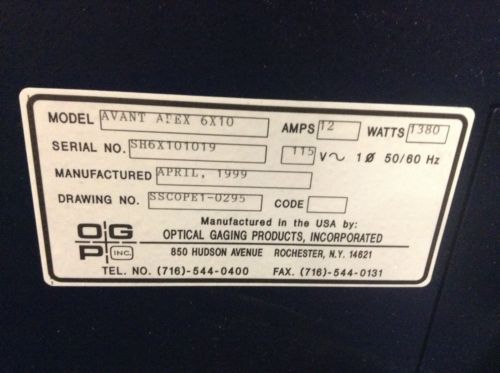 MODEL AVANT APEX 6X10 AMPS 12 WATTS 1380
SERIAL NO. SH6X101019 115 V∿ 1Ø 50/60 Hz
MANUFACTURED APRIL, 1999
DRAWING NO. SSCOPE1-0295 CODE
Manufactured in the USA by:
OPTICAL GAGING PRODUCTS, INCORPORATED
OGP INC.
850 HUDSON AVENUE ROCHESTER, N.Y. 14621
TEL. NO. (716)-544-0400 FAX. (716)-544-0131